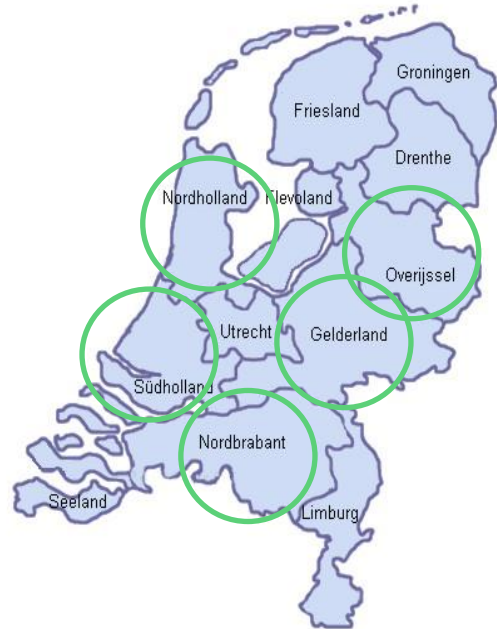 Groningen
Friesland
Drenthe
Nordholland
Flevoland
Overijssel
Utrecht
Gelderland
Südholland
Nordbrabant
Seeland
Limburg